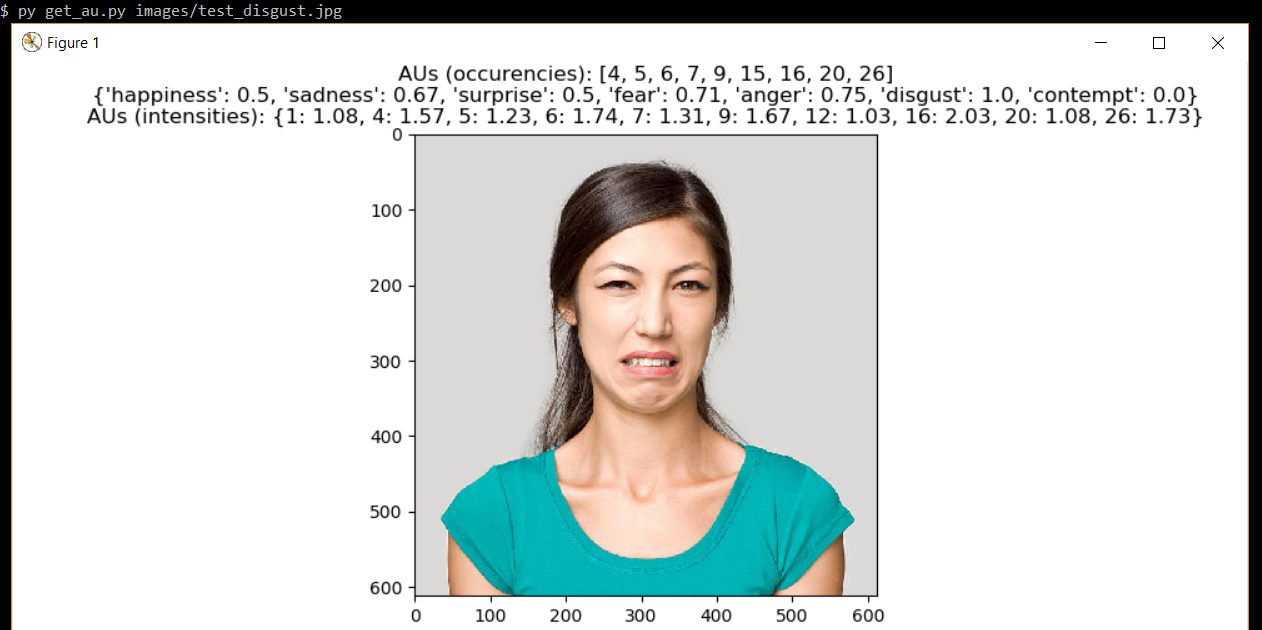 $ py get_au.py images/test_disgust.jpg
Figure 1
AUs (occurencies): [4, 5, 6, 7, 9, 15, 16, 20, 26]
{'happiness': 0.5, 'sadness': 0.67, 'surprise': 0.5, 'fear': 0.71, 'anger': 0.75, 'disgust': 1.0, 'contempt': 0.0}
AUs (intensities): {1: 1.08, 4: 1.57, 5: 1.23, 6: 1.74, 7: 1.31, 9: 1.67, 12: 1.03, 16: 2.03, 20: 1.08, 26: 1.73}
0
100
200
300
400
500
600
0 100 200 300 400 500 600